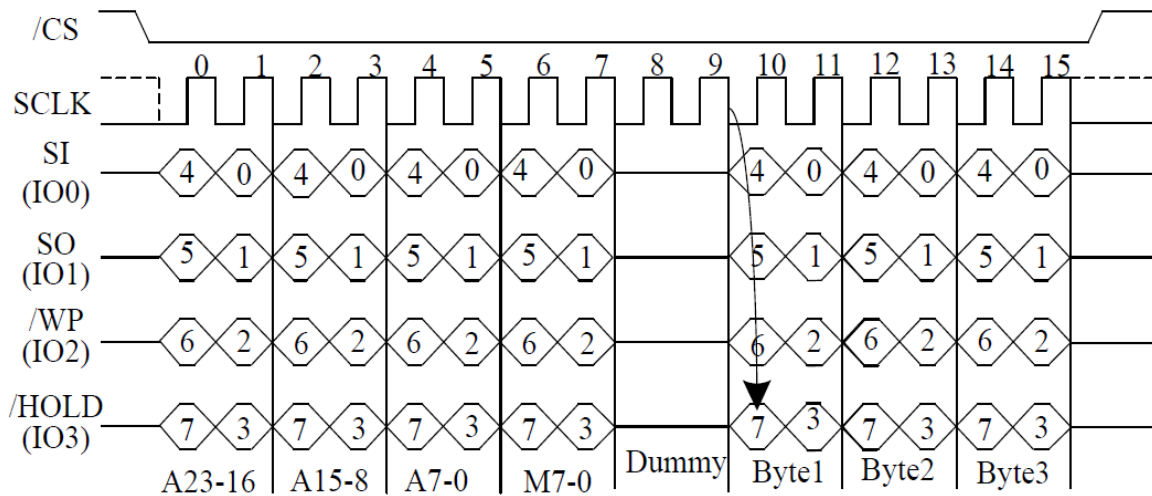 /CS
0 1 2 3 4 5 6 7 8 9 10 11 12 13 14 15
SCLK
SI
(IO0)
4 0 4 0 4 0 4 0 4 0 4 0 4 0
SO
(IO1)
5 1 5 1 5 1 5 1 5 1 5 1 5 1
/WP
(IO2)
6 2 6 2 6 2 6 2 6 2 6 2 6 2
/HOLD
(IO3)
7 3 7 3 7 3 7 3 7 3 7 3 7 3
A23-16 A15-8 A7-0 M7-0 Dummy Byte1 Byte2 Byte3